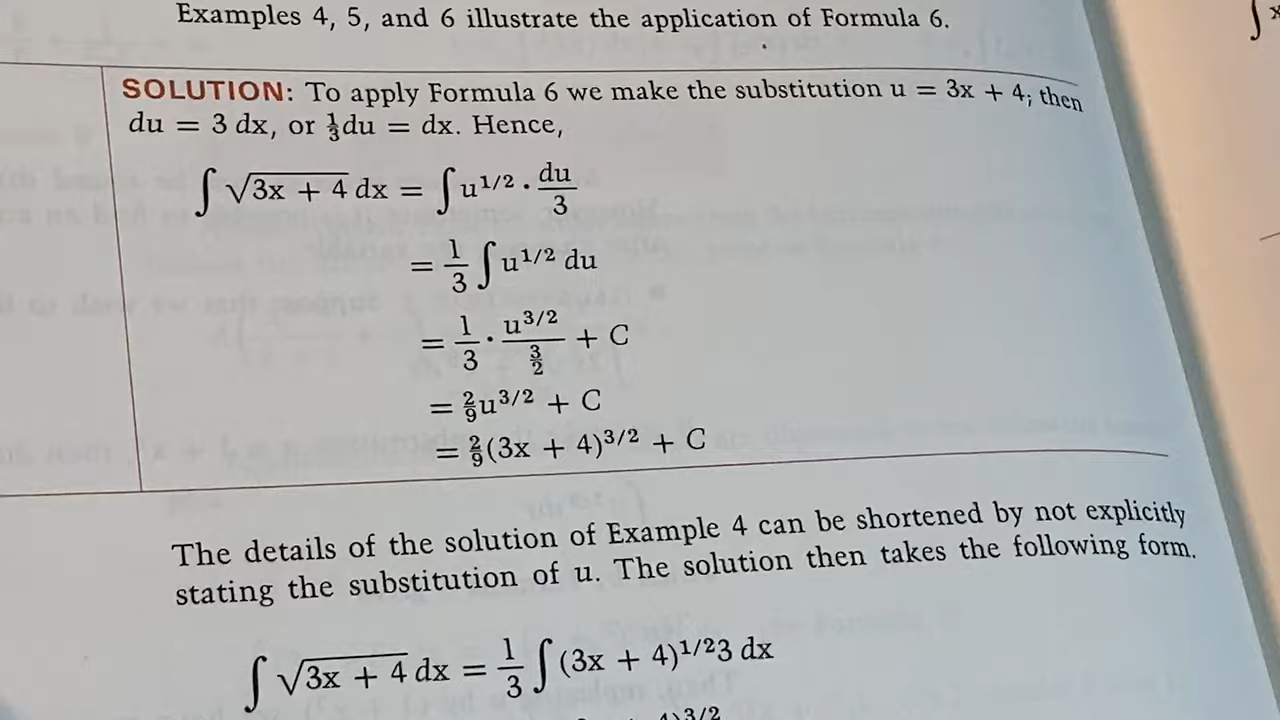 Examples 4, 5, and 6 illustrate the application of Formula 6.
∫ x
SOLUTION: To apply Formula 6 we make the substitution u = 3x + 4; then
du = 3 dx, or ⅓du = dx. Hence,
∫ √(3x + 4) dx = ∫ u^{1/2} · du/3
= 1/3 ∫ u^{1/2} du
= 1/3 · u^{3/2}/(3/2) + C
= 2/9 u^{3/2} + C
= 2/9 (3x + 4)^{3/2} + C
The details of the solution of Example 4 can be shortened by not explicitly
stating the substitution of u. The solution then takes the following form.
∫ √(3x + 4) dx = 1/3 ∫ (3x + 4)^{1/2} 3 dx